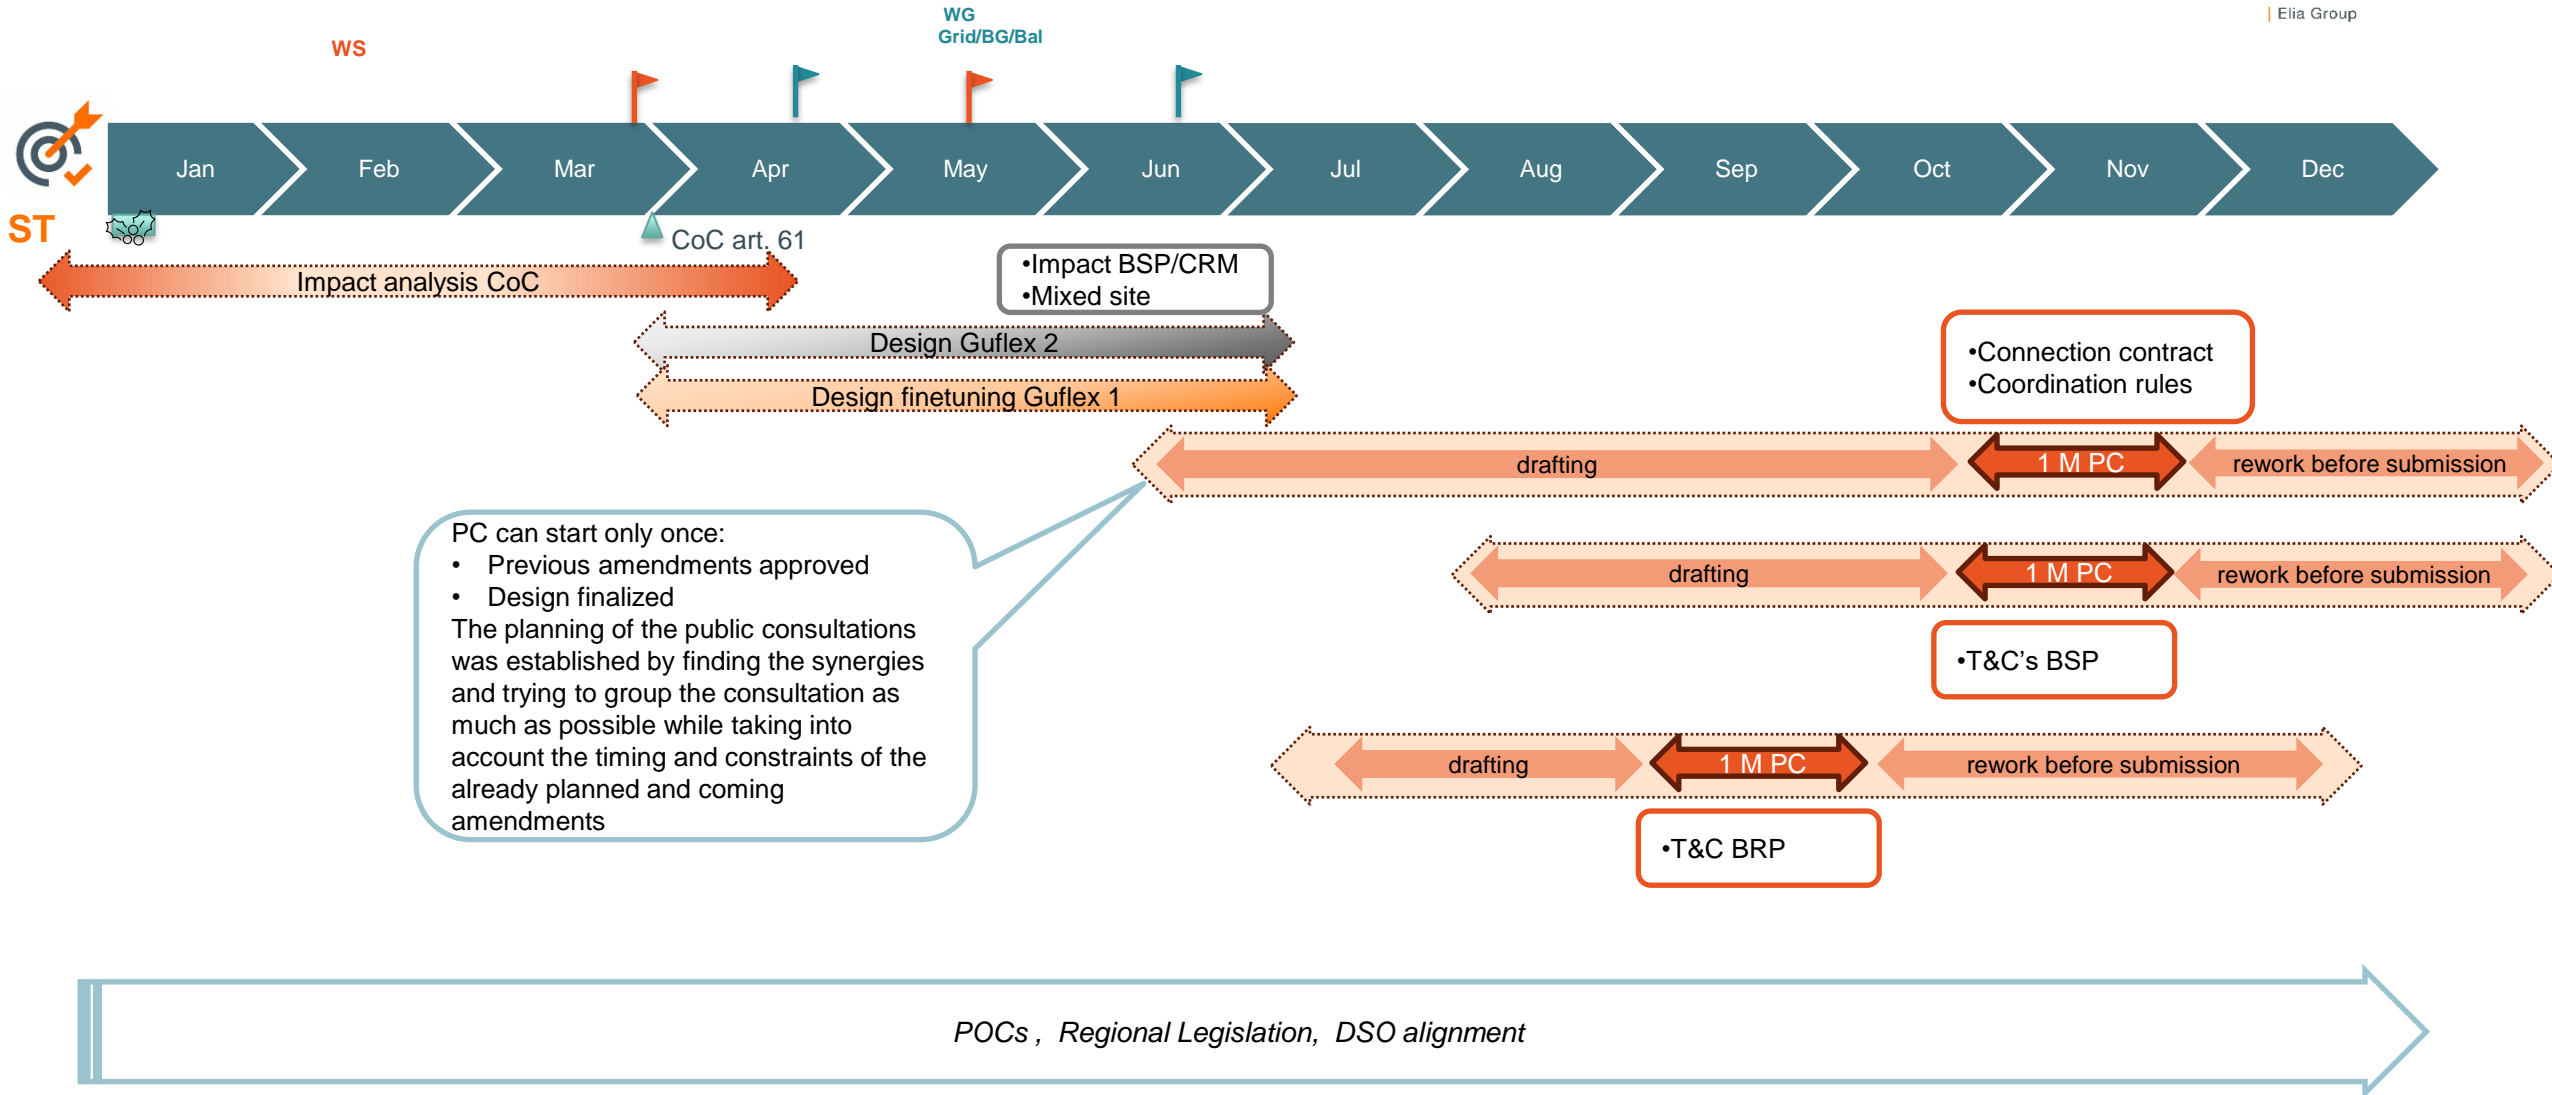 WG
Grid/BG/Bal
| Elia Group
WS
Jan
Feb
Mar
Apr
May
Jun
Jul
Aug
Sep
Oct
Nov
Dec
ST
CoC art. 61
Impact analysis CoC
•Impact BSP/CRM
•Mixed site
Design Guflex 2
Design finetuning Guflex 1
•Connection contract
•Coordination rules
drafting
1 M PC
rework before submission
PC can start only once:
• Previous amendments approved
• Design finalized
The planning of the public consultations
was established by finding the synergies
and trying to group the consultation as
much as possible while taking into
account the timing and constraints of the
already planned and coming
amendments
drafting
1 M PC
rework before submission
•T&C's BSP
drafting
1 M PC
rework before submission
•T&C BRP
POCs , Regional Legislation, DSO alignment